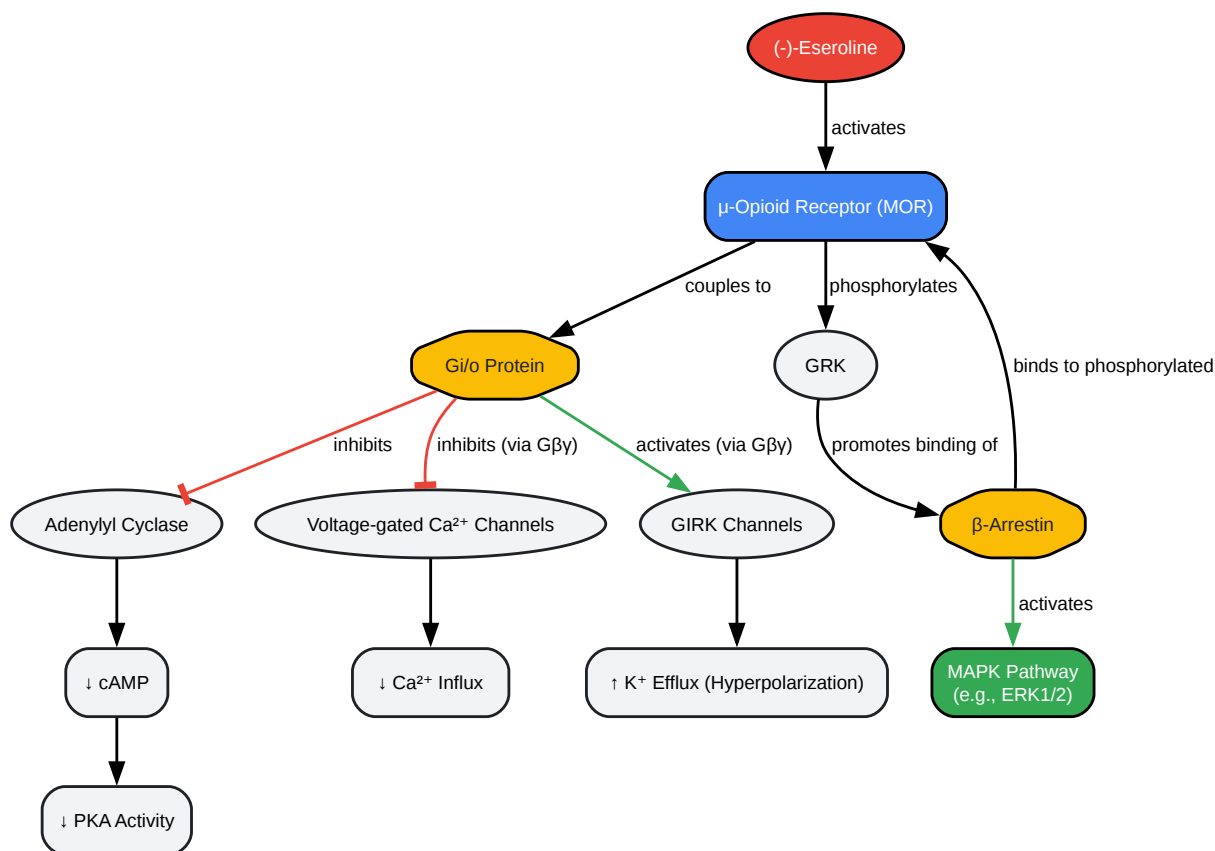 (-)-Eseroline
activates
μ-Opioid Receptor (MOR)
couples to
phosphorylates
Gi/o Protein
GRK
binds to phosphorylated
inhibits
inhibits (via Gβγ)
activates (via Gβγ)
promotes binding of
Adenylyl Cyclase
Voltage-gated Ca²⁺ Channels
GIRK Channels
β-Arrestin
activates
↓ cAMP
↓ Ca²⁺ Influx
↑ K⁺ Efflux (Hyperpolarization)
MAPK Pathway
(e.g., ERK1/2)
↓ PKA Activity